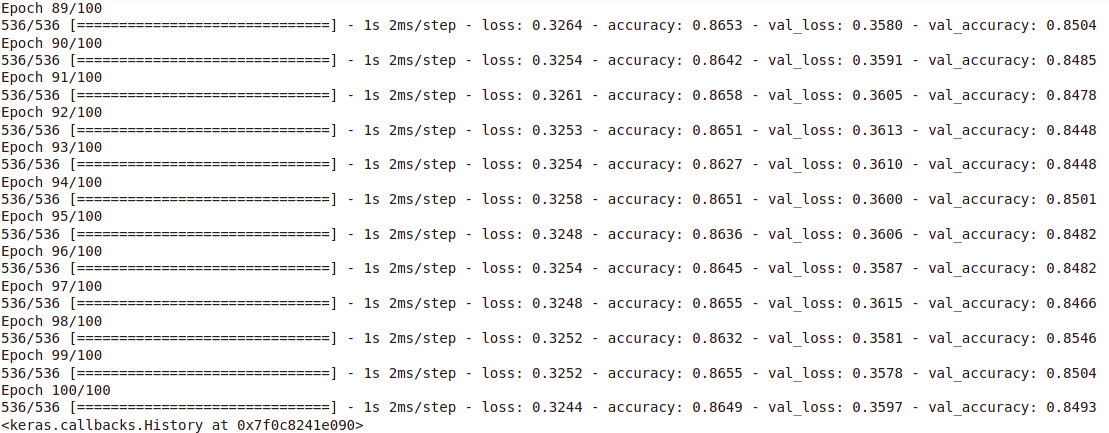 Epoch 89/100
536/536 [==============================] - 1s 2ms/step - loss: 0.3264 - accuracy: 0.8653 - val_loss: 0.3580 - val_accuracy: 0.8504
Epoch 90/100
536/536 [==============================] - 1s 2ms/step - loss: 0.3254 - accuracy: 0.8642 - val_loss: 0.3591 - val_accuracy: 0.8485
Epoch 91/100
536/536 [==============================] - 1s 2ms/step - loss: 0.3261 - accuracy: 0.8658 - val_loss: 0.3605 - val_accuracy: 0.8478
Epoch 92/100
536/536 [==============================] - 1s 2ms/step - loss: 0.3253 - accuracy: 0.8651 - val_loss: 0.3613 - val_accuracy: 0.8448
Epoch 93/100
536/536 [==============================] - 1s 2ms/step - loss: 0.3254 - accuracy: 0.8627 - val_loss: 0.3610 - val_accuracy: 0.8448
Epoch 94/100
536/536 [==============================] - 1s 2ms/step - loss: 0.3258 - accuracy: 0.8651 - val_loss: 0.3600 - val_accuracy: 0.8501
Epoch 95/100
536/536 [==============================] - 1s 2ms/step - loss: 0.3248 - accuracy: 0.8636 - val_loss: 0.3606 - val_accuracy: 0.8482
Epoch 96/100
536/536 [==============================] - 1s 2ms/step - loss: 0.3254 - accuracy: 0.8645 - val_loss: 0.3587 - val_accuracy: 0.8482
Epoch 97/100
536/536 [==============================] - 1s 2ms/step - loss: 0.3248 - accuracy: 0.8655 - val_loss: 0.3615 - val_accuracy: 0.8466
Epoch 98/100
536/536 [==============================] - 1s 2ms/step - loss: 0.3252 - accuracy: 0.8632 - val_loss: 0.3581 - val_accuracy: 0.8546
Epoch 99/100
536/536 [==============================] - 1s 2ms/step - loss: 0.3252 - accuracy: 0.8655 - val_loss: 0.3578 - val_accuracy: 0.8504
Epoch 100/100
536/536 [==============================] - 1s 2ms/step - loss: 0.3244 - accuracy: 0.8649 - val_loss: 0.3597 - val_accuracy: 0.8493
<keras.callbacks.History at 0x7f0c8241e090>